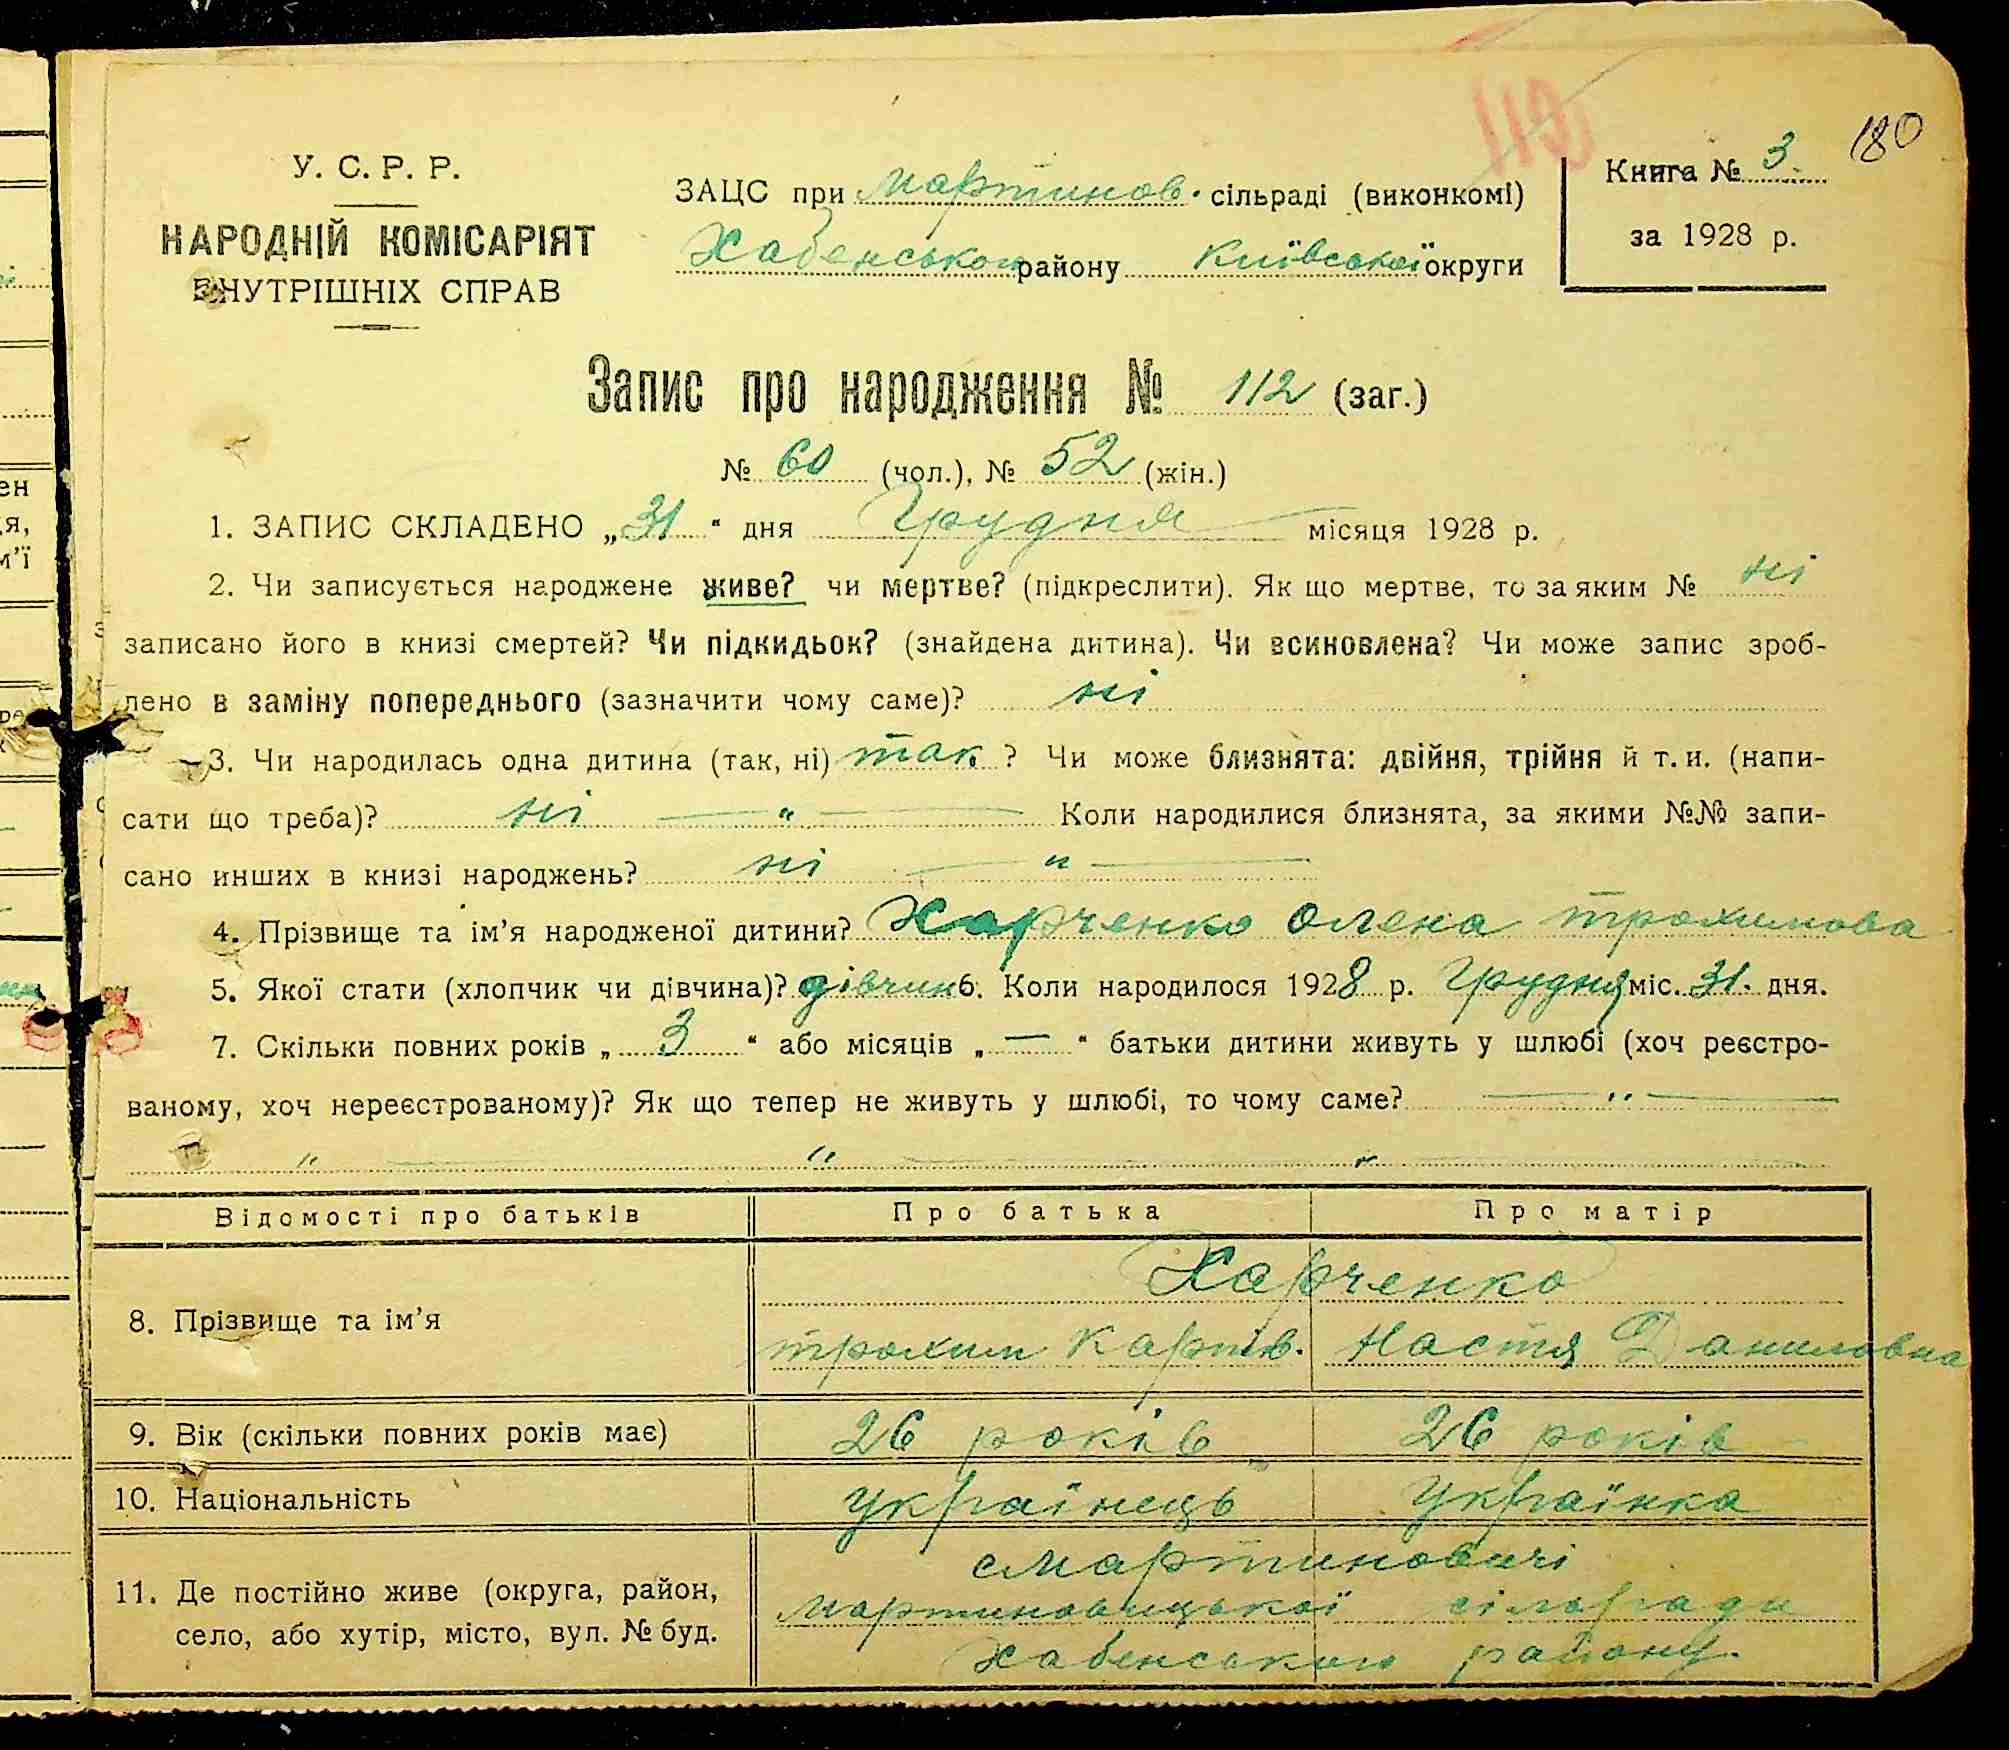 110
180
У. С. Р. Р.
НАРОДНІЙ КОМІСАРІЯТ
ВНУТРІШНІХ СПРАВ
ЗАЦС при Мартинов. сільраді (виконкомі)
Хабенського району Київської округи
Книга № 3.
за 1928 р.
Запис про народження № 112 (заг.)
№ 60 (чол.), № 52 (жін.)
1. ЗАПИС СКЛАДЕНО „31“ дня Грудня місяця 1928 р.
2. Чи записується народжене живе? чи мертве? (підкреслити). Як що мертве, то за яким № ні
записано його в книзі смертей? Чи підкидьок? (знайдена дитина). Чи всиновлена? Чи може запис зроб-
лено в заміну попереднього (зазначити чому саме)? ні
3. Чи народилась одна дитина (так, ні) так ? Чи може близнята: двійня, трійня й т. и. (напи-
сати що треба)? ні — „ — Коли народилися близнята, за якими №№ запи-
сано инших в книзі народжень? ні — „ —
4. Прізвище та ім’я народженої дитини? Харченко Олена Трохимова
5. Якої стати (хлопчик чи дівчина)? дівчин 6. Коли народилося 1928 р. Грудня міс. 31. дня.
7. Скільки повних років „ 3 “ або місяців „ — “ батьки дитини живуть у шлюбі (хоч реєстро-
ваному, хоч нереєстрованому)? Як що тепер не живуть у шлюбі, то чому саме? — „ —
„ — „ — „ —
Відомості про батьків Про батька Про матір
8. Прізвище та ім’я Харченко
Трохим Карпів. Настя Даниловна
9. Вік (скільки повних років має) 26 років 26 років
10. Національність Українець Українка
11. Де постійно живе (округа, район,
село, або хутір, місто, вул. № буд.
с Мартиновичі
Мартиновицької сільради
Хабенського району.